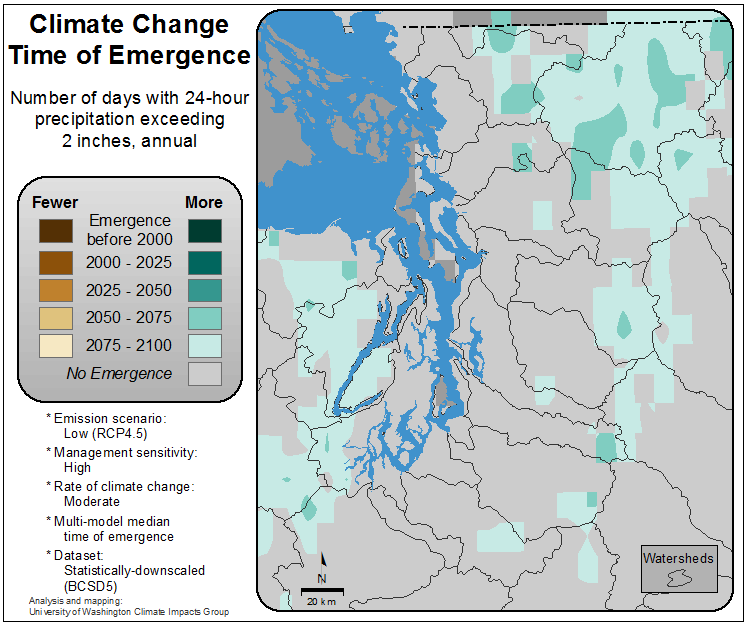 Climate Change
Time of Emergence
Number of days with 24-hour
precipitation exceeding
2 inches, annual
Fewer
More
Emergence
before 2000
2000 - 2025
2025 - 2050
2050 - 2075
2075 - 2100
No Emergence
* Emission scenario:
Low (RCP4.5)
* Management sensitivity:
High
* Rate of climate change:
Moderate
* Multi-model median
time of emergence
* Dataset:
Statistically-downscaled
(BCSD5)
Analysis and mapping:
University of Washington Climate Impacts Group
N
20 km
Watersheds